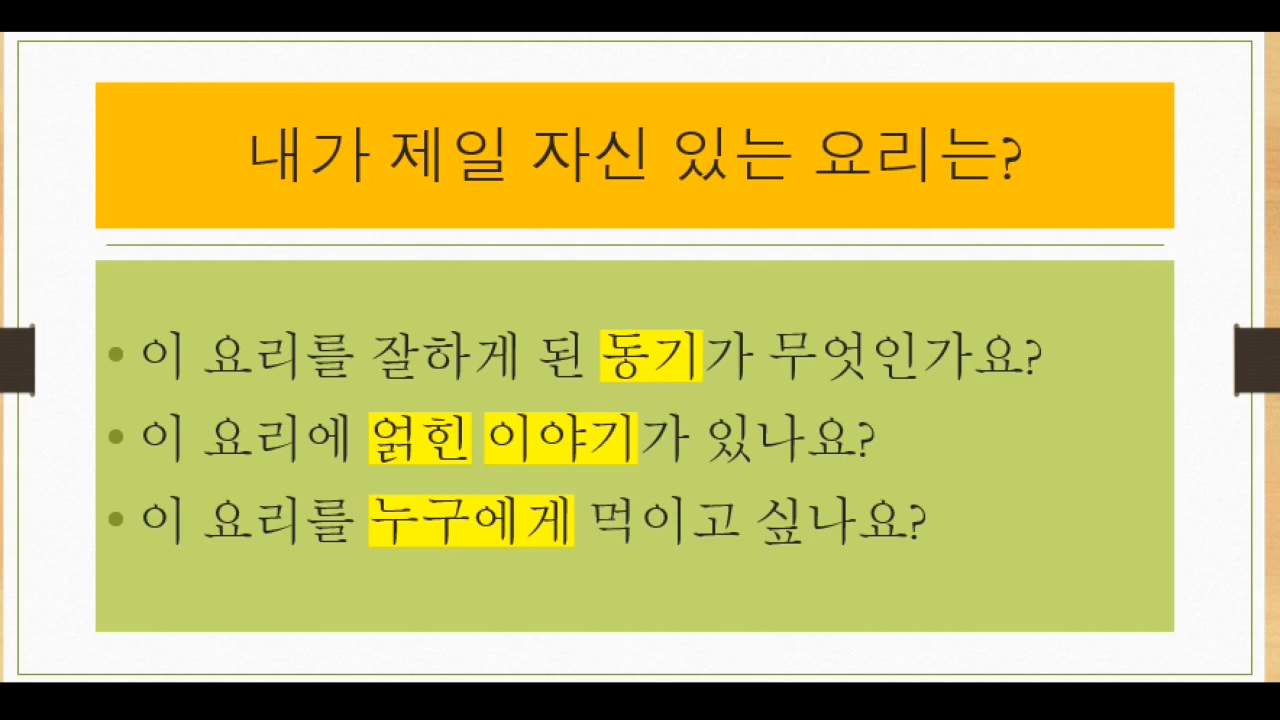 내가 제일 자신 있는 요리는?
• 이 요리를 잘하게 된 동기가 무엇인가요?
• 이 요리에 얽힌 이야기가 있나요?
• 이 요리를 누구에게 먹이고 싶나요?